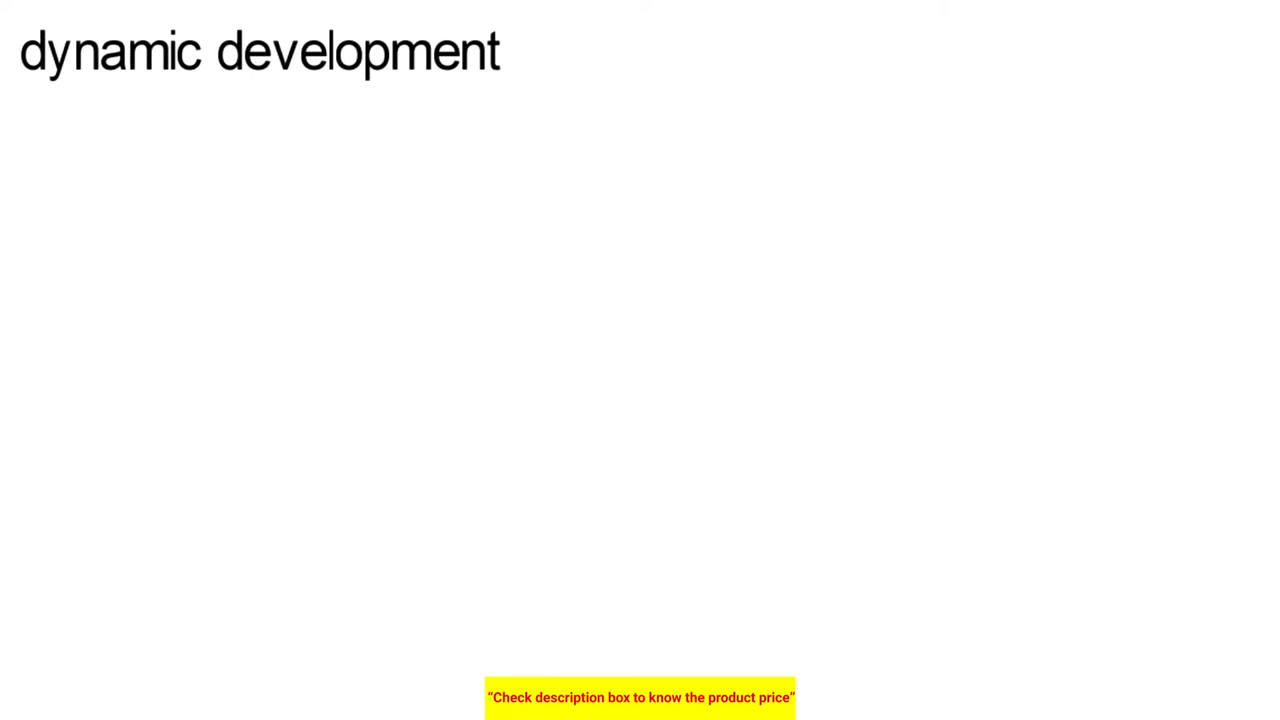 dynamic development
“Check description box to know the product price”